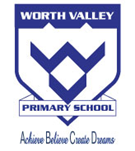 WORTH VALLEY
PRIMARY SCHOOL
Achieve Believe Create Dreams